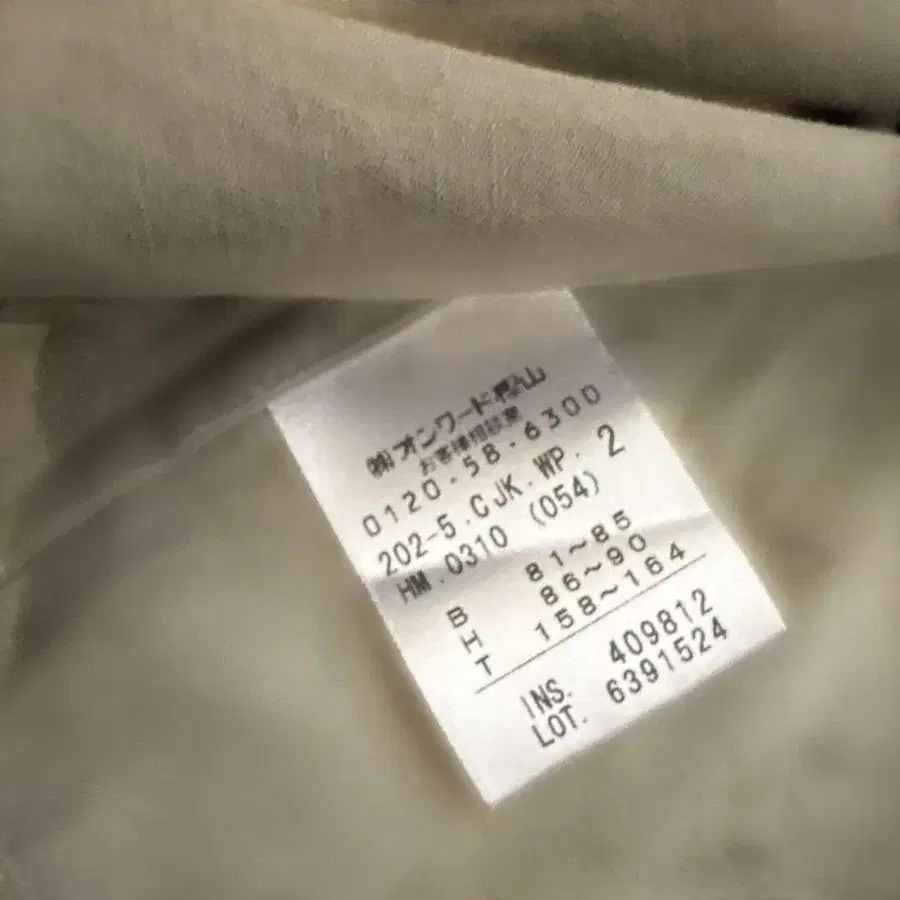 ㈱オンワード樫山
お客様相談室
0120-58-6300
202-5.CJK.WP. 2
HM.0310 (054)
B 81〜85
H 86〜90
T 158〜164
INS. 409812
LOT. 6391524